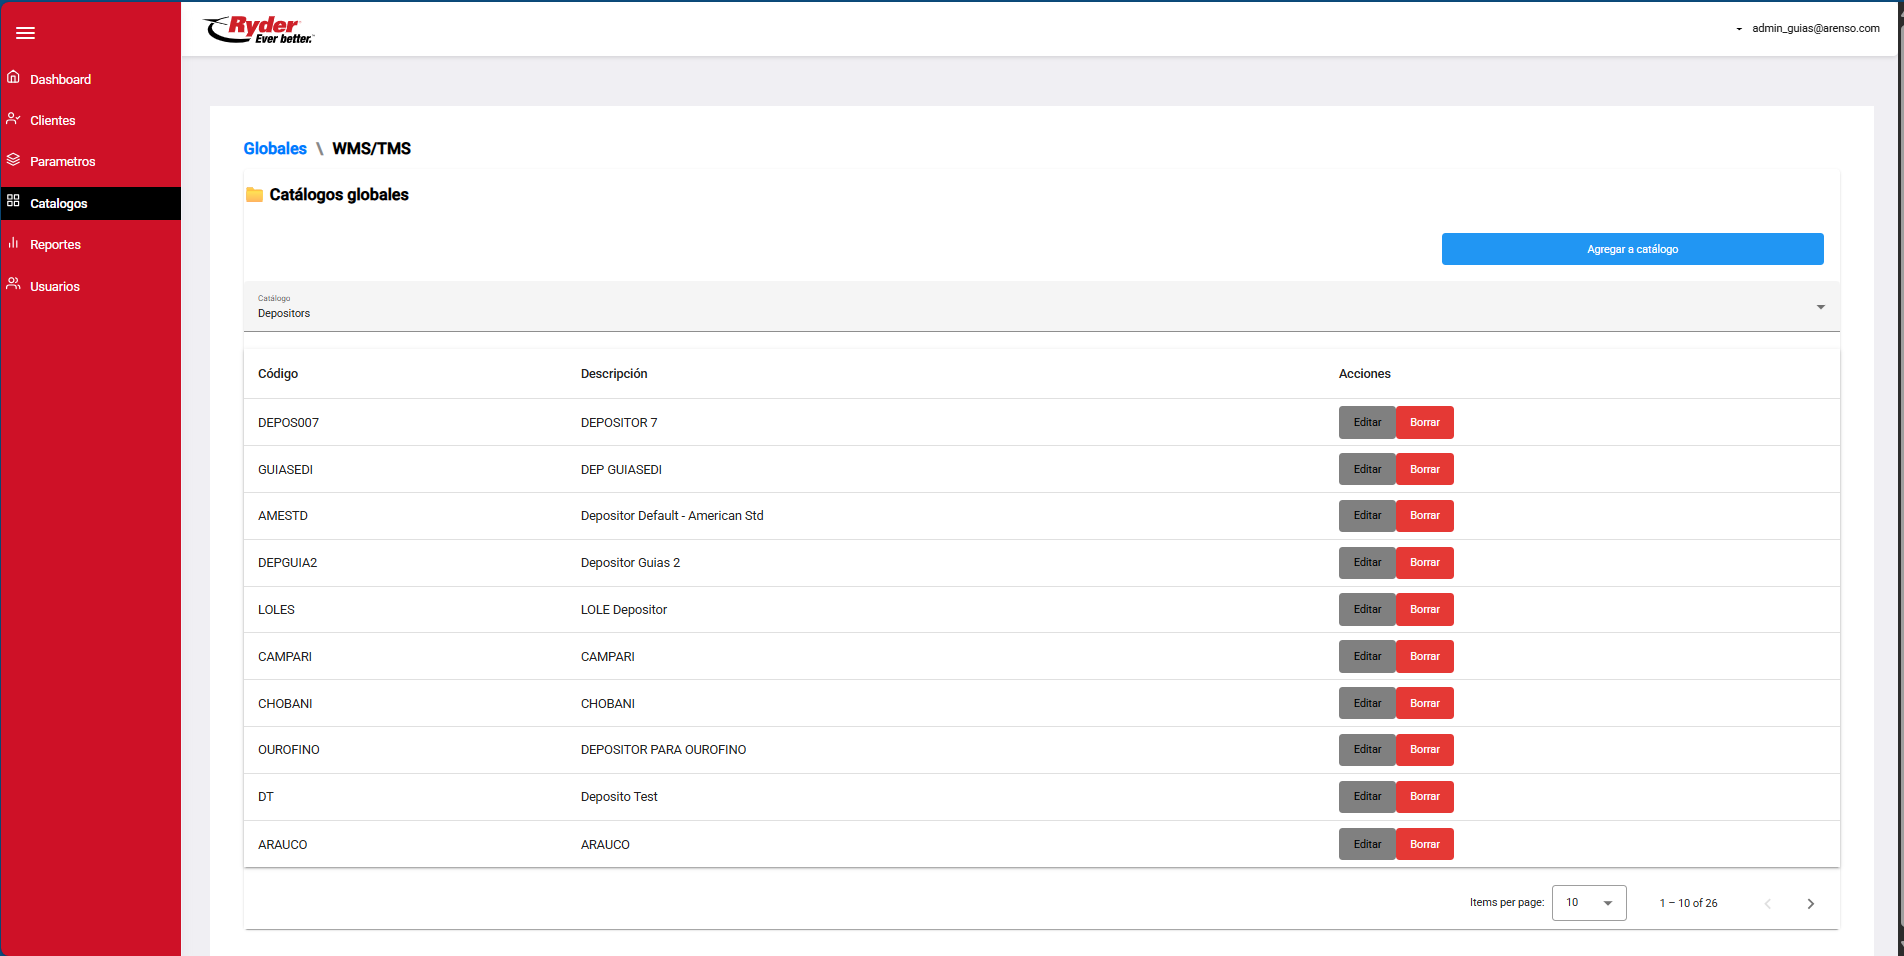 Ryder
Ever better.
admin_guias@arenso.com
Dashboard
Clientes
Parametros
Catalogos
Reportes
Usuarios
Globales \ WMS/TMS
Catálogos globales
Agregar a catálogo
Catálogo
Depositors
Código Descripción Acciones
DEPOS007 DEPOSITOR 7 Editar Borrar
GUIASEDI DEP GUIASEDI Editar Borrar
AMESTD Depositor Default - American Std Editar Borrar
DEPGUIA2 Depositor Guias 2 Editar Borrar
LOLES LOLE Depositor Editar Borrar
CAMPARI CAMPARI Editar Borrar
CHOBANI CHOBANI Editar Borrar
OUROFINO DEPOSITOR PARA OUROFINO Editar Borrar
DT Deposito Test Editar Borrar
ARAUCO ARAUCO Editar Borrar
Items per page: 10 1 – 10 of 26